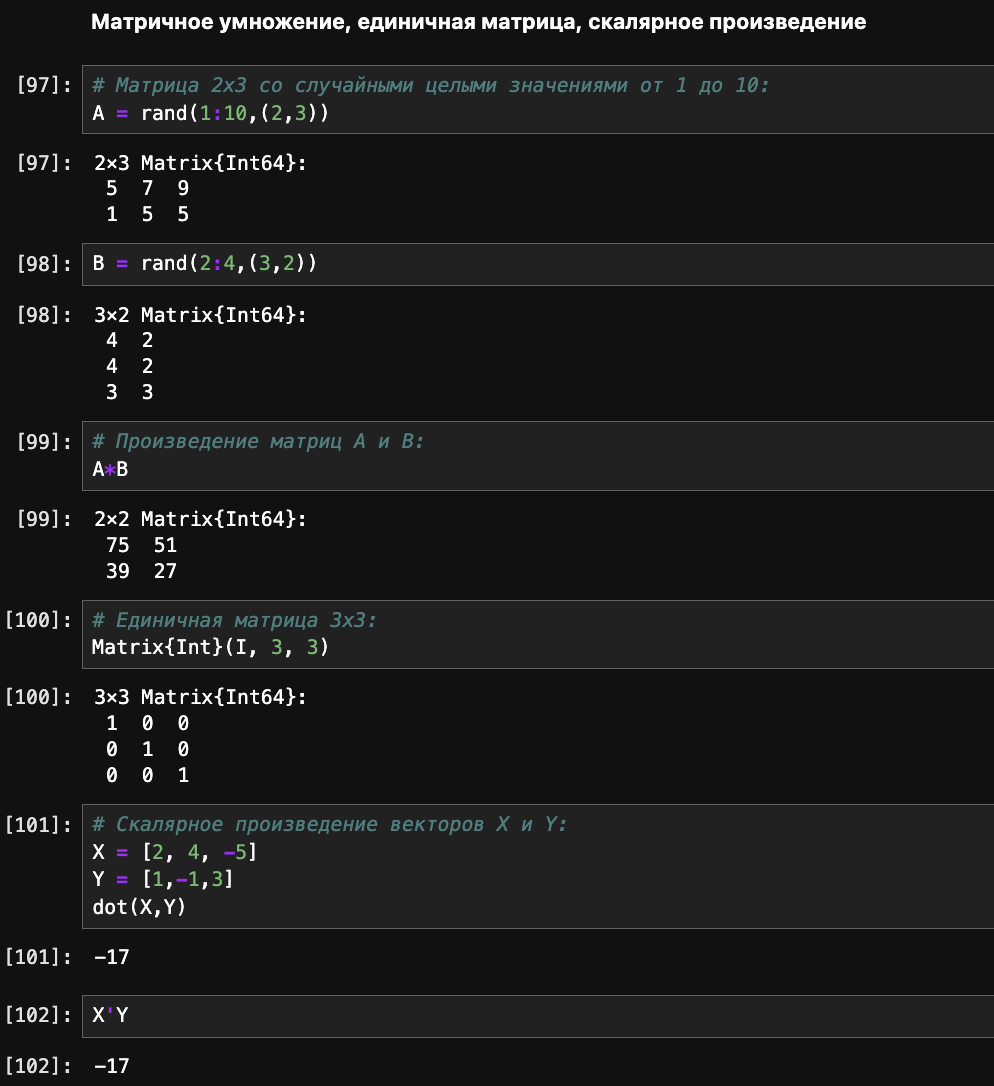 Матричное умножение, единичная матрица, скалярное произведение
[97]: # Матрица 2x3 со случайными целыми значениями от 1 до 10:
A = rand(1:10,(2,3))
[97]: 2×3 Matrix{Int64}:
5 7 9
1 5 5
[98]: B = rand(2:4,(3,2))
[98]: 3×2 Matrix{Int64}:
4 2
4 2
3 3
[99]: # Произведение матриц A и B:
A*B
[99]: 2×2 Matrix{Int64}:
75 51
39 27
[100]: # Единичная матрица 3x3:
Matrix{Int}(I, 3, 3)
[100]: 3×3 Matrix{Int64}:
1 0 0
0 1 0
0 0 1
[101]: # Скалярное произведение векторов X и Y:
X = [2, 4, -5]
Y = [1,-1,3]
dot(X,Y)
[101]: -17
[102]: X'Y
[102]: -17